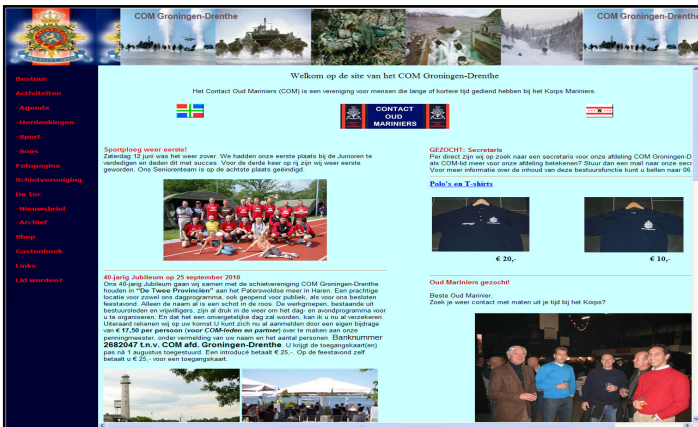 COM Groningen-Drenthe
COM Groningen-Drenthe
Bestuur
Activiteiten
-Agenda
-Herdenkingen
-Sport
-Soos
Fotopagina
Schietvereniging
De Tor
-Nieuwsbrief
-Archief
Shop
Gastenboek
Links
Lid worden?
Welkom op de site van het COM Groningen-Drenthe
Het Contact Oud Mariniers (COM) is een vereniging voor mensen die lange of kortere tijd gediend hebben bij het Korps Mariniers.
CONTACT
OUD
MARINIERS
Sportploeg weer eerste!
Zaterdag 12 juni was het weer zover. We hadden onze eerste plaats bij de Junioren te
verdedigen en deden dit met succes. Voor de derde keer op rij zijn wij weer eerste
geworden. Ons Seniorenteam is op de achtste plaats geëindigd.
40-jarig Jubileum op 25 september 2010
Ons 40-jarig Jubileum gaan wij samen met de schietvereniging COM Groningen-Drenthe
houden in "De Twee Provinciën" aan het Paterswoldse meer in Haren. Een prachtige
locatie voor zowel ons dagprogramma, ook geopend voor publiek, als voor ons besloten
feestavond. Alleen de naam al is een schot in de roos. De werkgroepen, bestaande uit
bestuursleden en vrijwilligers, zijn al druk in de weer om het dag- en avondprogramma voor
u te organiseren. En dat het een onvergetelijke dag zal worden, kan ik u nu al verzekeren.
Uiteraard rekenen wij op uw komst.U kunt zich nu al aanmelden door een eigen bijdrage
van € 17,50 per persoon (voor COM-leden en partner) over te maken aan onze
penningmeester, onder vermelding van uw naam en het aantal personen. Banknummer
2682047 t.n.v. COM afd. Groningen-Drenthe. U krijgt de toegangskaart(en)
pas ná 1 augustus toegestuurd. Een introducé betaalt € 25,-. Op de feestavond zelf
betaalt u € 25,- voor een toegangskaart.
GEZOCHT: Secretaris
Per direct zijn wij op zoek naar een secretaris voor onze afdeling COM Groningen-D
als COM-lid meer voor onze afdeling betekenen? Stuur dan een mail naar onze secr
Voor meer informatie over de inhoud van deze bestuursfunctie kunt u bellen naar 06
Polo's en T-shirts
€ 20,-
€ 10,-
Oud Mariniers gezocht!
Beste Oud Marinier,
Zoek je weer contact met maten uit je tijd bij het Korps?